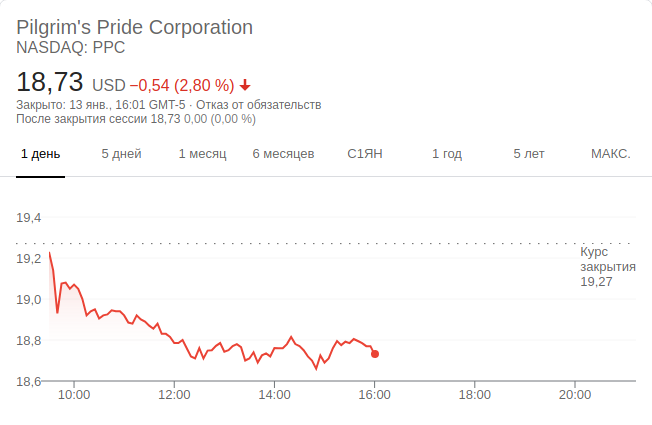 Pilgrim's Pride Corporation
NASDAQ: PPC
18,73 USD −0,54 (2,80 %)
Закрыто: 13 янв., 16:01 GMT-5 · Отказ от обязательств
После закрытия сессии 18,73 0,00 (0,00 %)
1 день 5 дней 1 месяц 6 месяцев С1ЯН 1 год 5 лет МАКС.
19,4
19,2
19,0
18,8
18,6
Курс
закрытия
19,27
10:00 12:00 14:00 16:00 18:00 20:00